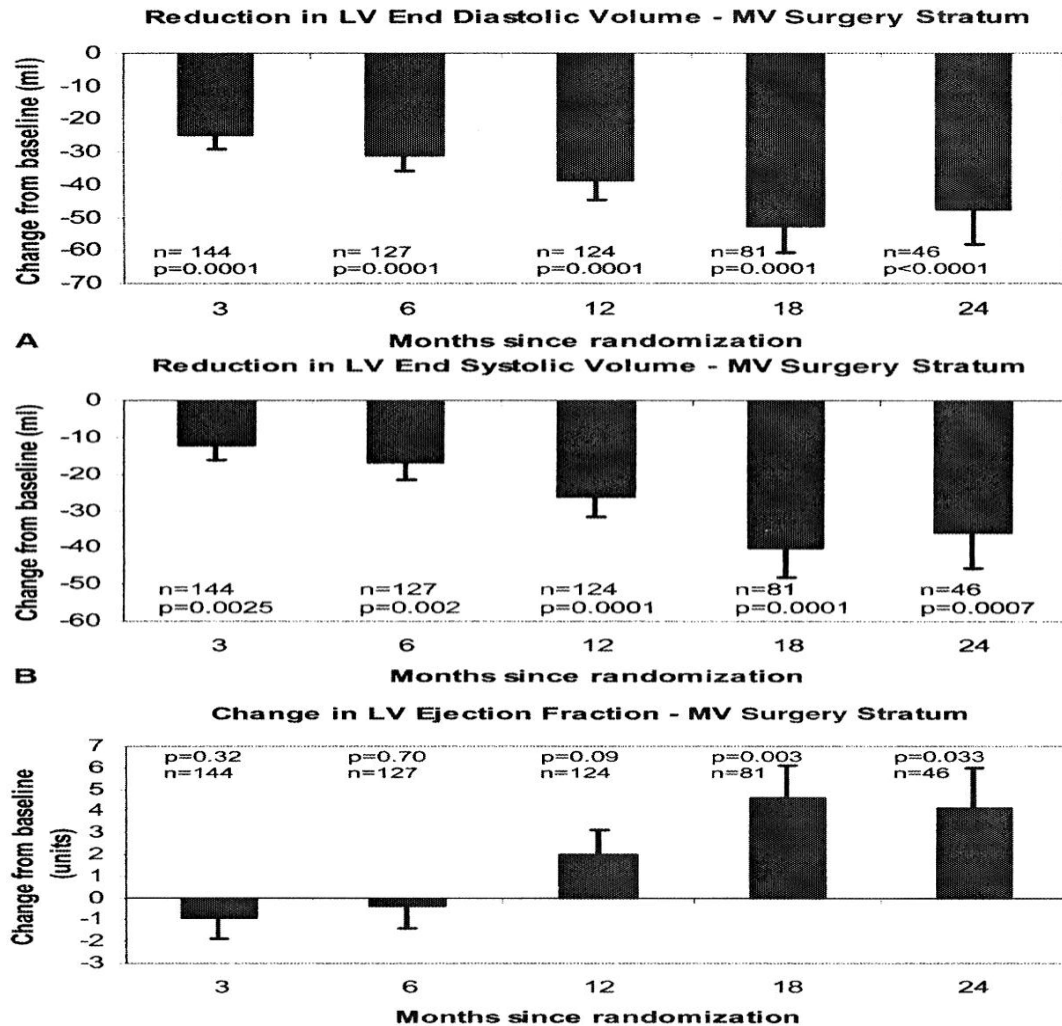 Reduction in LV End Diastolic Volume - MV Surgery Stratum
Change from baseline (ml)
0
-10
-20
-30
-40
-50
-60
-70
n= 144
p=0.0001
n= 127
p=0.0001
n= 124
p=0.0001
n=81
p=0.0001
n=46
p<0.0001
3 6 12 18 24
A
Months since randomization
Reduction in LV End Systolic Volume - MV Surgery Stratum
Change from baseline (ml)
0
-10
-20
-30
-40
-50
-60
n=144
p=0.0025
n=127
p=0.002
n=124
p=0.0001
n=81
p=0.0001
n=46
p=0.0007
3 6 12 18 24
B
Months since randomization
Change in LV Ejection Fraction - MV Surgery Stratum
Change from baseline
(units)
7
6
5
4
3
2
1
0
-1
-2
-3
p=0.32
n=144
p=0.70
n=127
p=0.09
n=124
p=0.003
n=81
p=0.033
n=46
3 6 12 18 24
Months since randomization